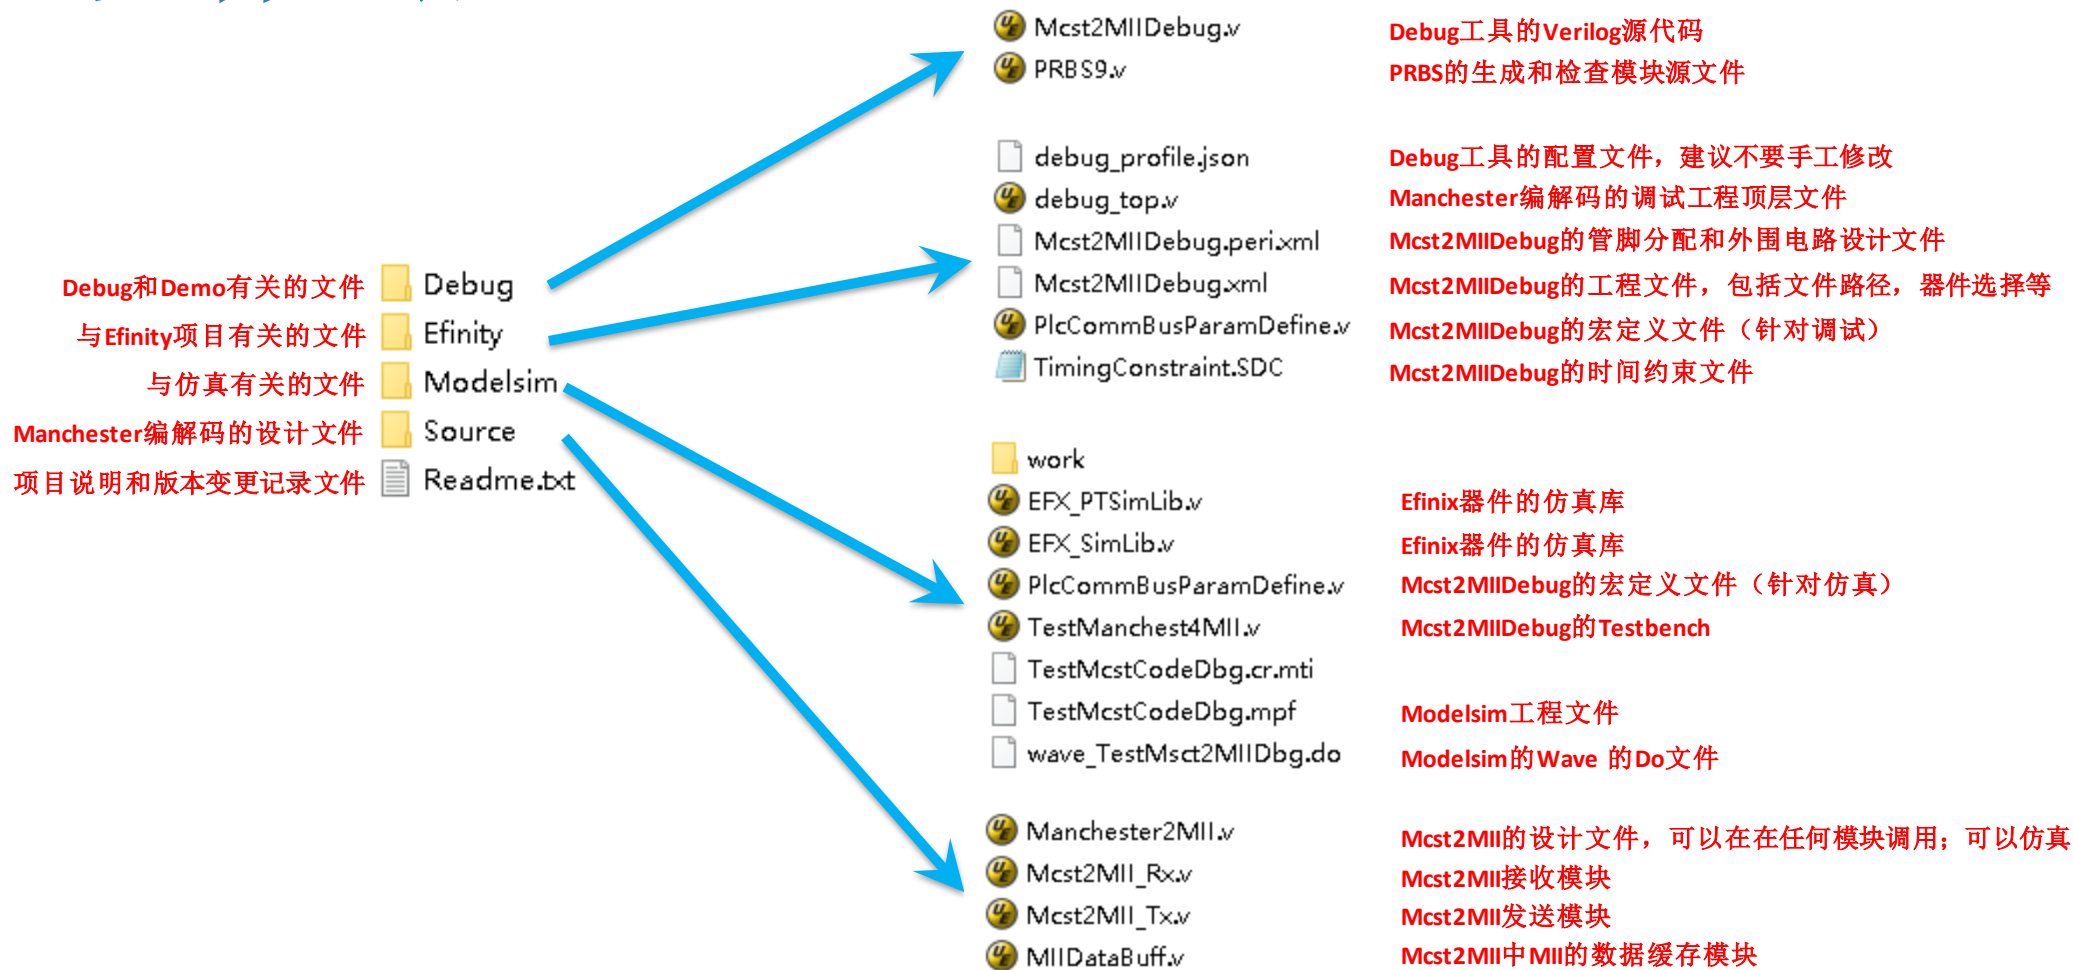 Mcst2MIIDebug.v Debug工具的Verilog源代码
PRBS9.v PRBS的生成和检查模块源文件
debug_profile.json Debug工具的配置文件，建议不要手工修改
debug_top.v Manchester编解码的调试工程顶层文件
Mcst2MIIDebug.peri.xml Mcst2MIIDebug的管脚分配和外围电路设计文件
Mcst2MIIDebug.xml Mcst2MIIDebug的工程文件，包括文件路径，器件选择等
PlcCommBusParamDefine.v Mcst2MIIDebug的宏定义文件（针对调试）
TimingConstraint.SDC Mcst2MIIDebug的时间约束文件
Debug和Demo有关的文件 Debug
与Efinity项目有关的文件 Efinity
与仿真有关的文件 Modelsim
Manchester编解码的设计文件 Source
项目说明和版本变更记录文件 Readme.txt
work
EFX_PTSimLib.v Efinix器件的仿真库
EFX_SimLib.v Efinix器件的仿真库
PlcCommBusParamDefine.v Mcst2MIIDebug的宏定义文件（针对仿真）
TestManchest4MII.v Mcst2MIIDebug的Testbench
TestMcstCodeDbg.cr.mti
TestMcstCodeDbg.mpf Modelsim工程文件
wave_TestMsct2MIIDbg.do Modelsim的Wave 的Do文件
Manchester2MII.v Mcst2MII的设计文件，可以在在任何模块调用；可以仿真
Mcst2MII_Rx.v Mcst2MII接收模块
Mcst2MII_Tx.v Mcst2MII发送模块
MIIDataBuff.v Mcst2MII中MII的数据缓存模块